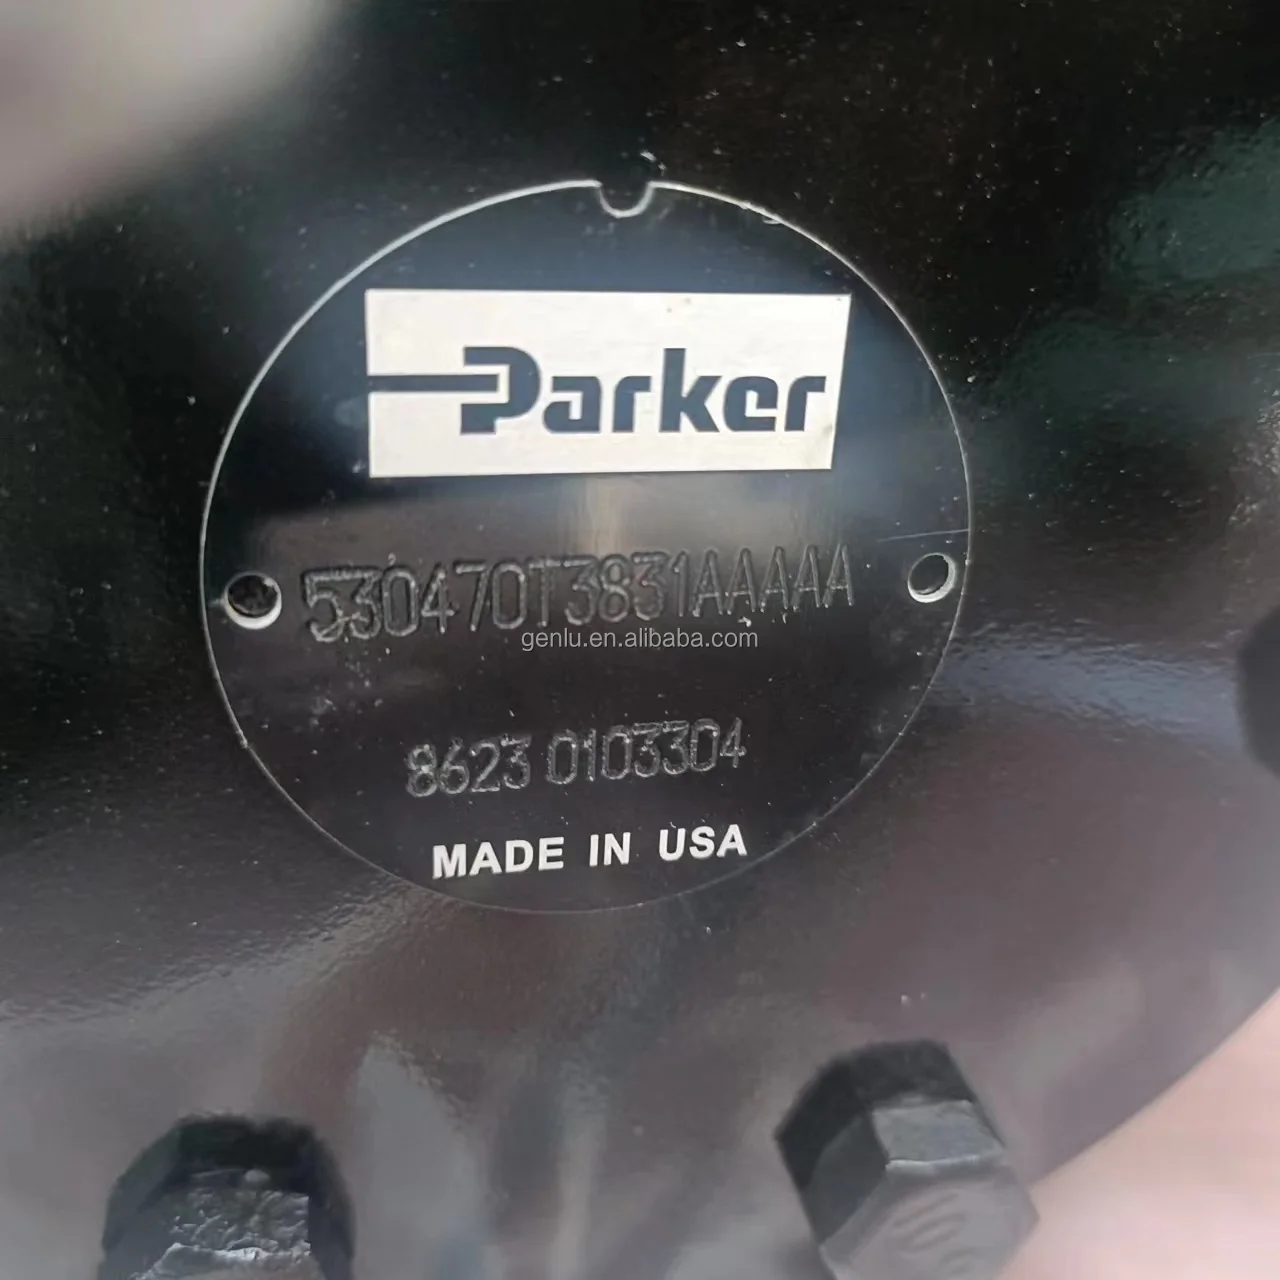 Parker
530470T3831AAAAA
genlu.en.alibaba.com
8623 0103304
MADE IN USA